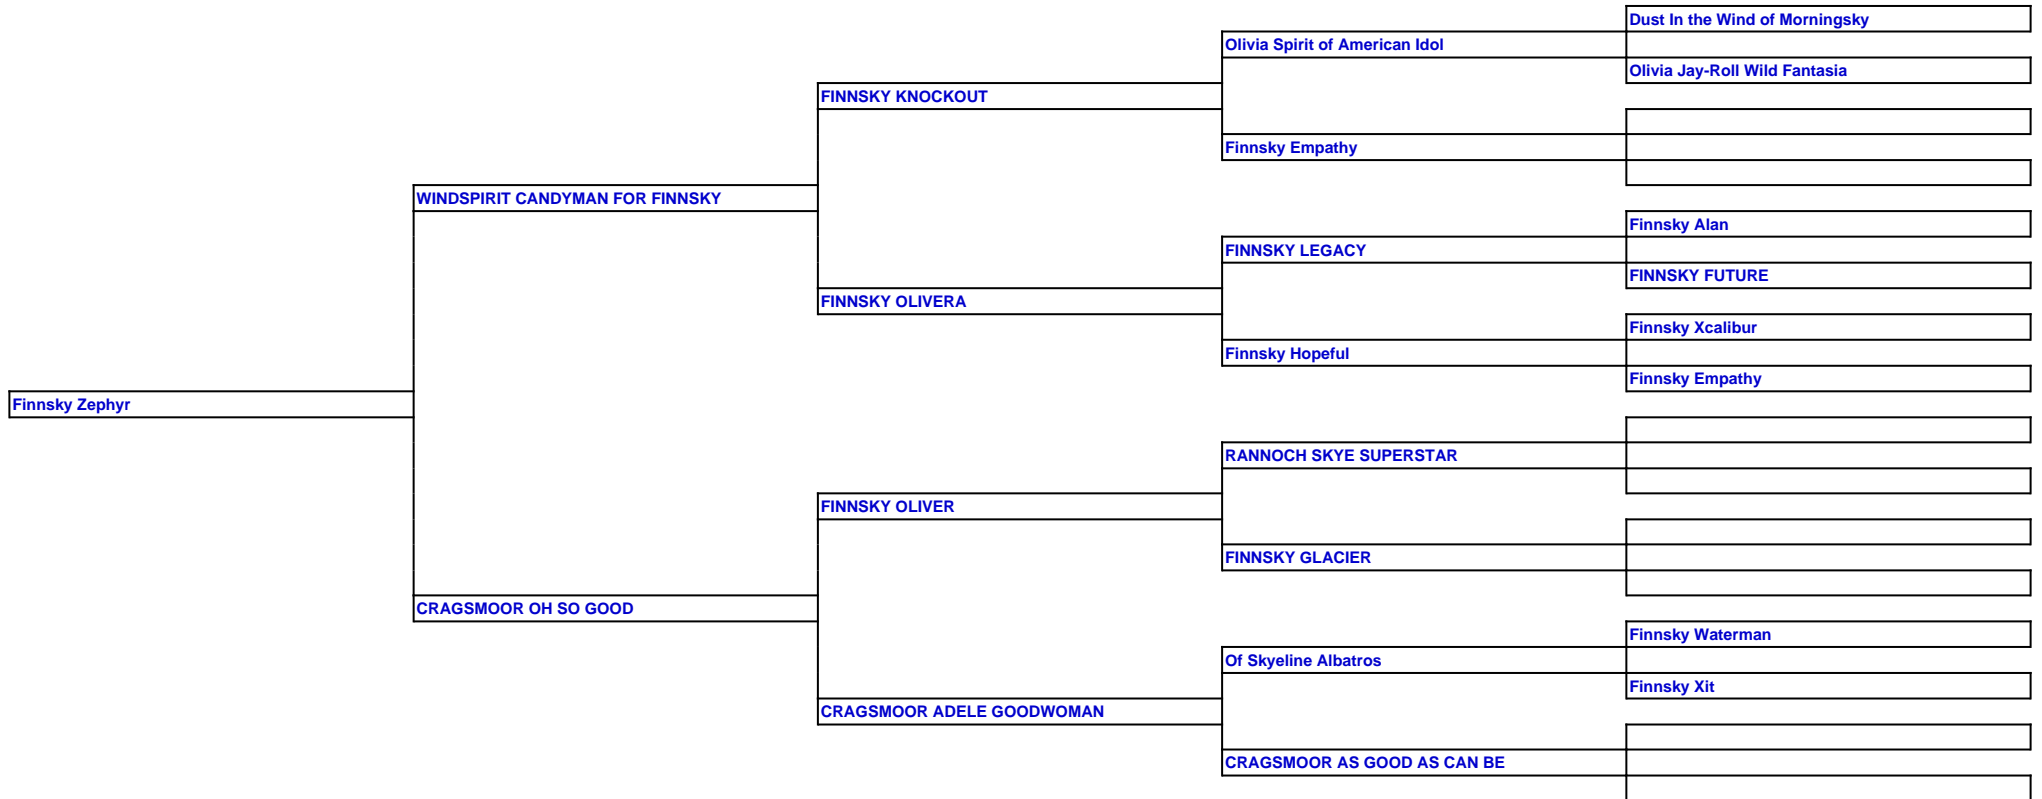 Dust In the Wind of Morningsky
Olivia Spirit of American Idol
Olivia Jay-Roll Wild Fantasia
FINNSKY KNOCKOUT
Finnsky Empathy
WINDSPIRIT CANDYMAN FOR FINNSKY
Finnsky Alan
FINNSKY LEGACY
FINNSKY FUTURE
FINNSKY OLIVERA
Finnsky Xcalibur
Finnsky Hopeful
Finnsky Empathy
Finnsky Zephyr
RANNOCH SKYE SUPERSTAR
FINNSKY OLIVER
FINNSKY GLACIER
CRAGSMOOR OH SO GOOD
Finnsky Waterman
Of Skyeline Albatros
Finnsky Xit
CRAGSMOOR ADELE GOODWOMAN
CRAGSMOOR AS GOOD AS CAN BE